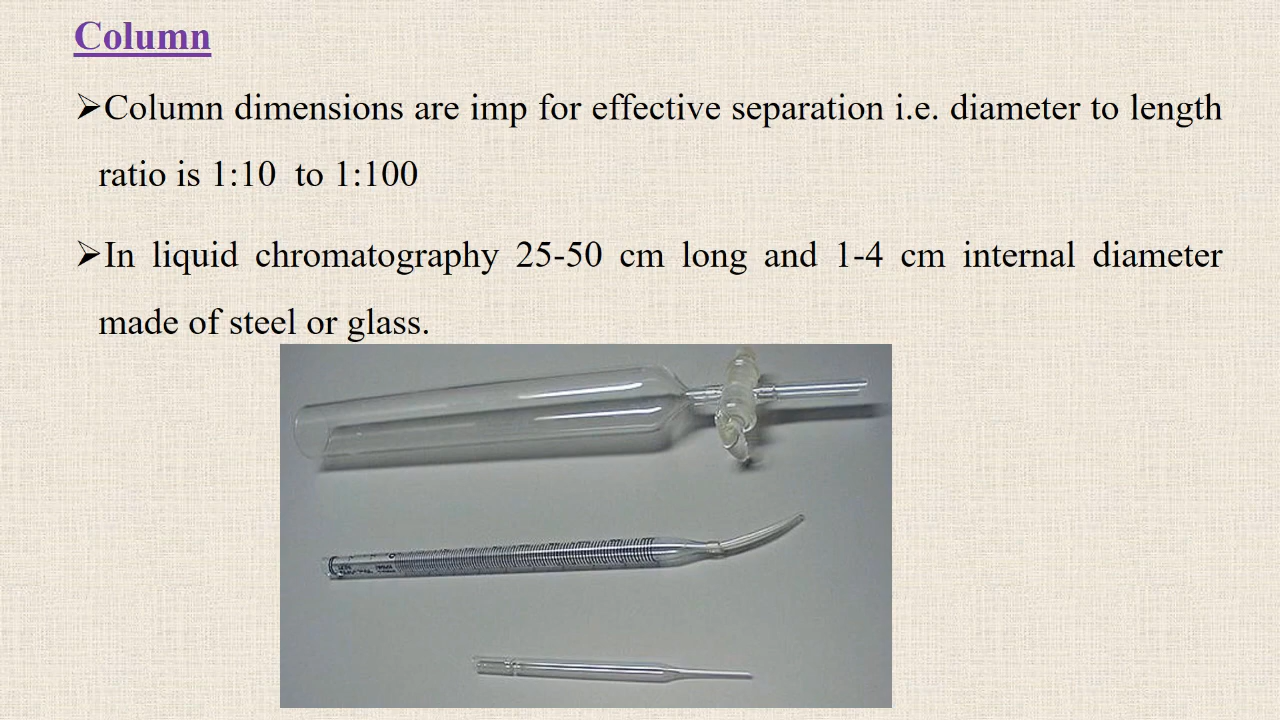 Column
➢Column dimensions are imp for effective separation i.e. diameter to length
ratio is 1:10 to 1:100
➢In liquid chromatography 25-50 cm long and 1-4 cm internal diameter
made of steel or glass.